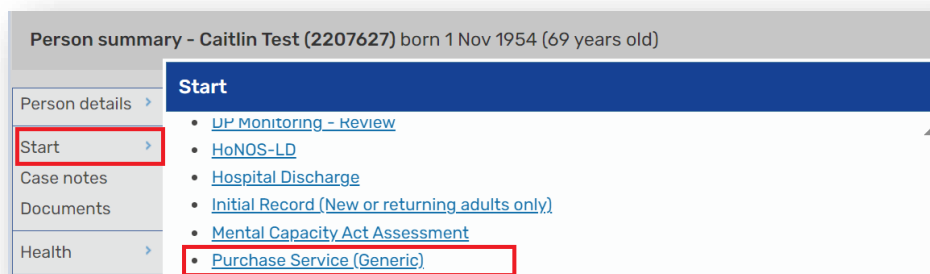 Person summary - Caitlin Test (2207627) born 1 Nov 1954 (69 years old)
Person details
Start
Case notes
Documents
Health
Start
DP Monitoring - Review
HoNOS-LD
Hospital Discharge
Initial Record (New or returning adults only)
Mental Capacity Act Assessment
Purchase Service (Generic)